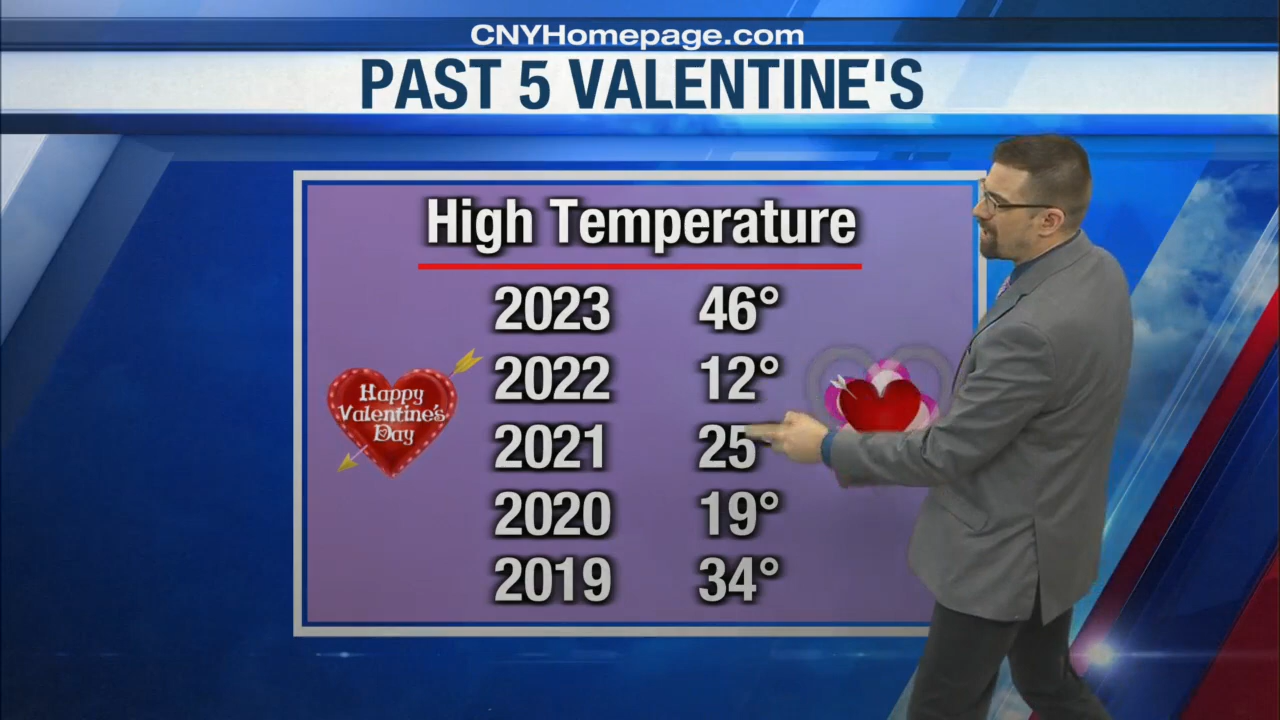 CNYHomepage.com
PAST 5 VALENTINE'S
High Temperature
2023 46°
2022 12°
2021 25
2020 19°
2019 34°
Happy
Valentine's
Day